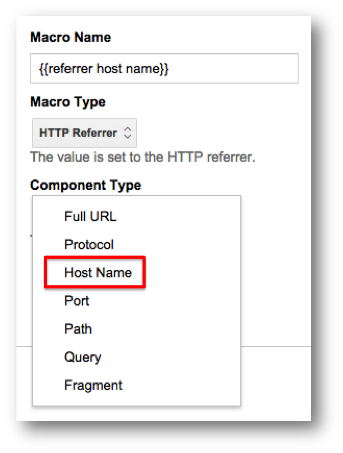 Macro Name
{{referrer host name}}
Macro Type
HTTP Referrer
The value is set to the HTTP referrer.
Component Type
Full URL
Protocol
Host Name
Port
Path
Query
Fragment